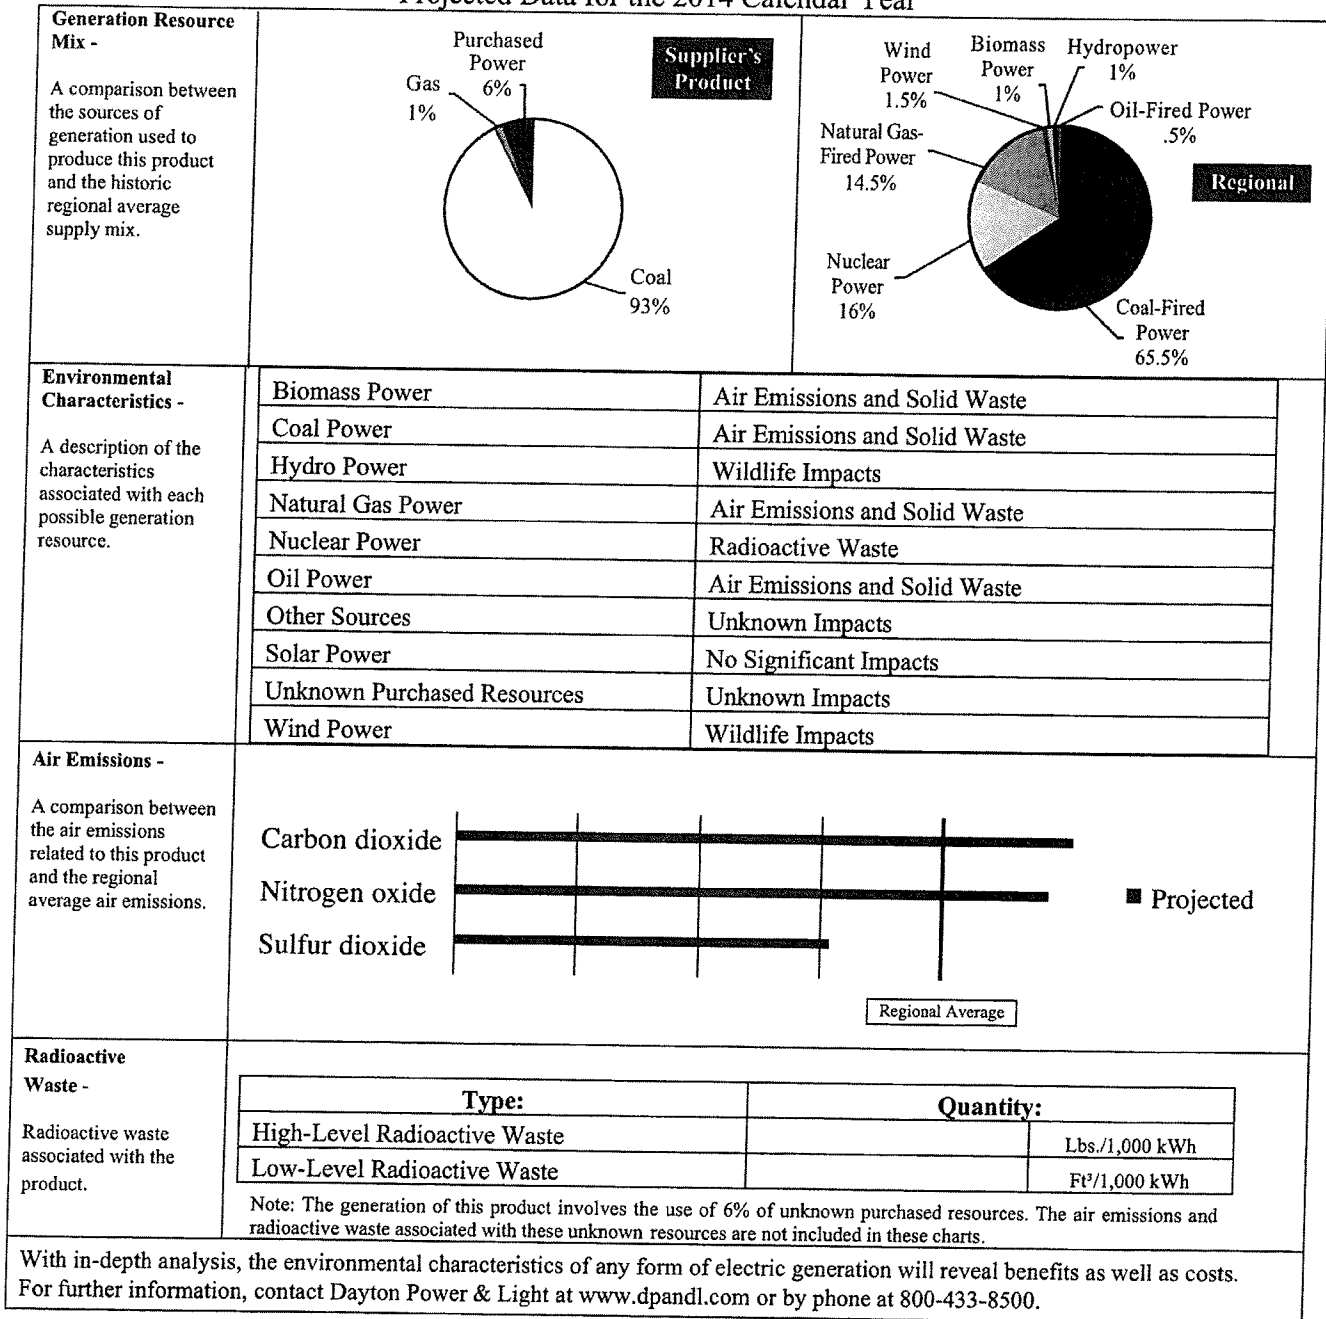 Projected Data for the 2014 Calendar Year
Generation Resource
Mix -
A comparison between
the sources of
generation used to
produce this product
and the historic
regional average
supply mix.
Purchased
Power
6%
Gas
1%
Supplier's
Product
Coal
93%
Wind
Power
1.5%
Biomass
Power
1%
Hydropower
1%
Oil-Fired Power
.5%
Natural Gas-
Fired Power
14.5%
Regional
Nuclear
Power
16%
Coal-Fired
Power
65.5%
Environmental
Characteristics -
A description of the
characteristics
associated with each
possible generation
resource.
Biomass Power Air Emissions and Solid Waste
Coal Power Air Emissions and Solid Waste
Hydro Power Wildlife Impacts
Natural Gas Power Air Emissions and Solid Waste
Nuclear Power Radioactive Waste
Oil Power Air Emissions and Solid Waste
Other Sources Unknown Impacts
Solar Power No Significant Impacts
Unknown Purchased Resources Unknown Impacts
Wind Power Wildlife Impacts
Air Emissions -
A comparison between
the air emissions
related to this product
and the regional
average air emissions.
Carbon dioxide
Nitrogen oxide
Sulfur dioxide
Projected
Regional Average
Radioactive
Waste -
Radioactive waste
associated with the
product.
Type: Quantity:
High-Level Radioactive Waste Lbs./1,000 kWh
Low-Level Radioactive Waste Ft³/1,000 kWh
Note: The generation of this product involves the use of 6% of unknown purchased resources. The air emissions and
radioactive waste associated with these unknown resources are not included in these charts.
With in-depth analysis, the environmental characteristics of any form of electric generation will reveal benefits as well as costs.
For further information, contact Dayton Power & Light at www.dpandl.com or by phone at 800-433-8500.